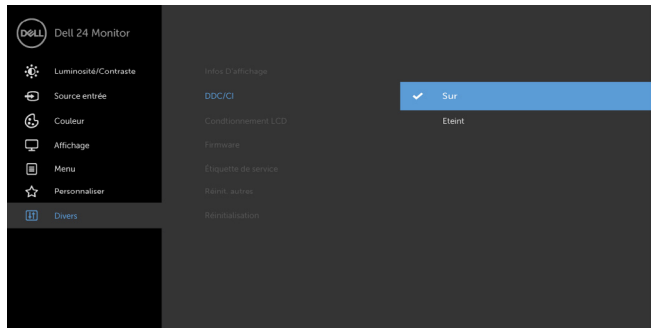 DELL Dell 24 Monitor
Luminosité/Contraste
Source entrée
Couleur
Affichage
Menu
Personnaliser
Divers
Infos D'affichage
DDC/CI
Condtionnement LCD
Firmware
Étiquette de service
Réinit. autres
Réinitialisation
Sur
Eteint